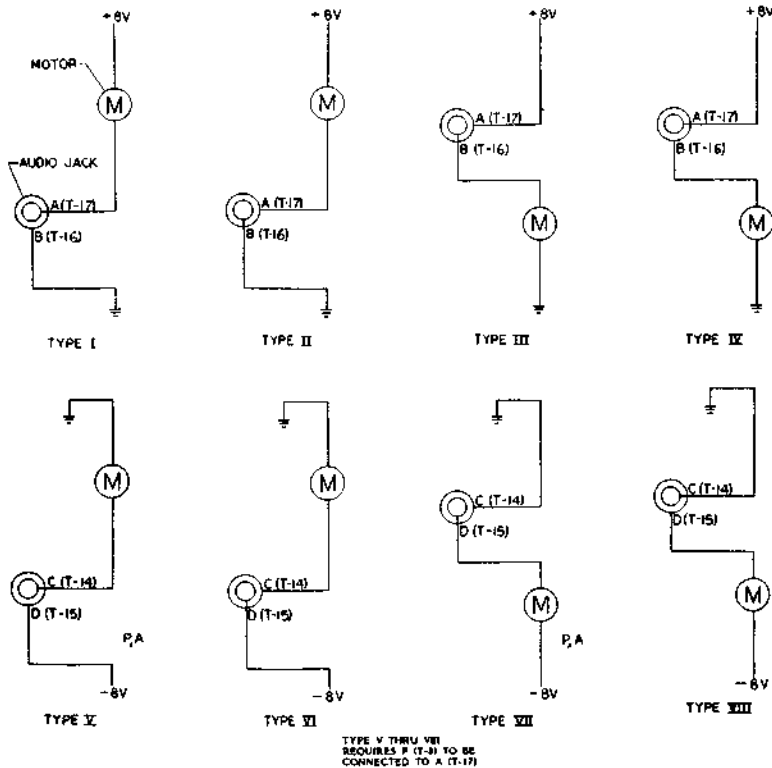 +8V +8V +8V +8V
MOTOR
M M
A (T-17) A (T-17)
B (T-16) B (T-16)
AUDIO JACK
A (T-17) A (T-17)
B (T-16) B (T-16)
M M
TYPE I TYPE II TYPE III TYPE IV
M M
C (T-14)
C (T-14) D (T-15)
D (T-15)
C (T-14) C (T-14)
D (T-15) D (T-15)
M M
P, A P, A
-8V -8V -8V -8V
TYPE V TYPE VI TYPE VII TYPE VIII
TYPE V THRU VIII
REQUIRES P (T-3) TO BE
CONNECTED TO A (T-17)